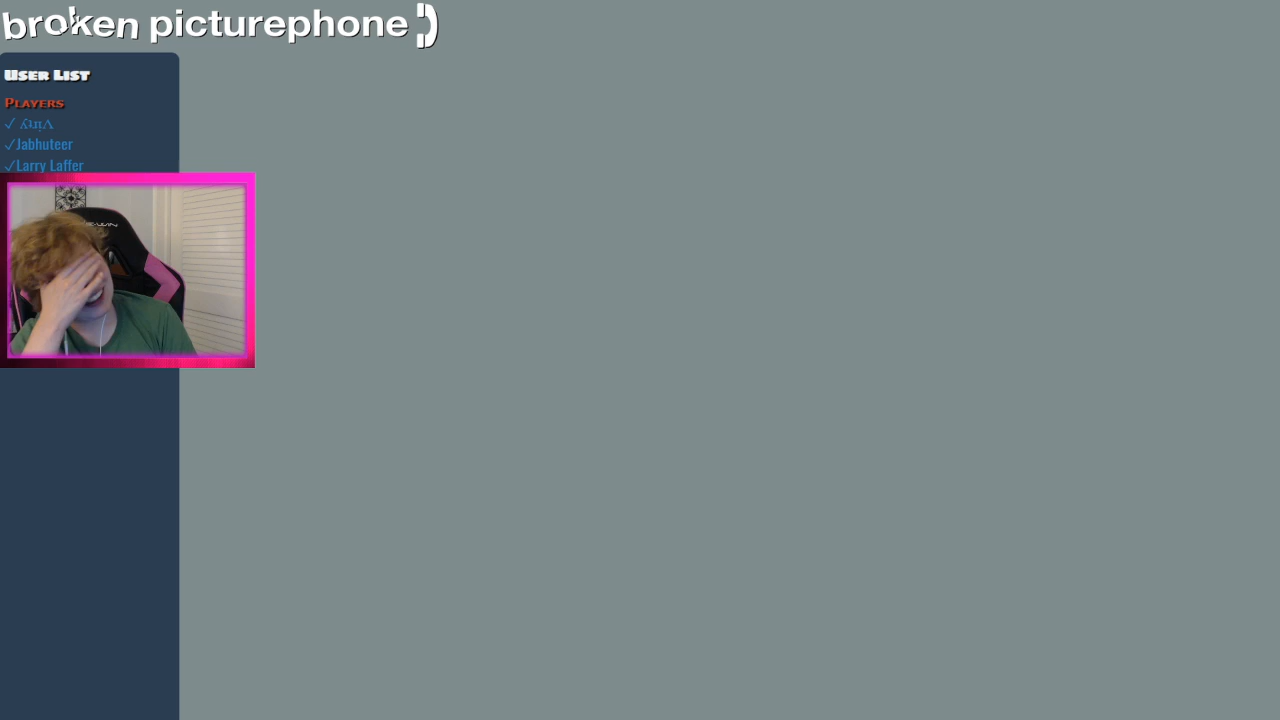 broken picturephone
User List
Players
✓
✓Jabhuteer
✓Larry Laffer